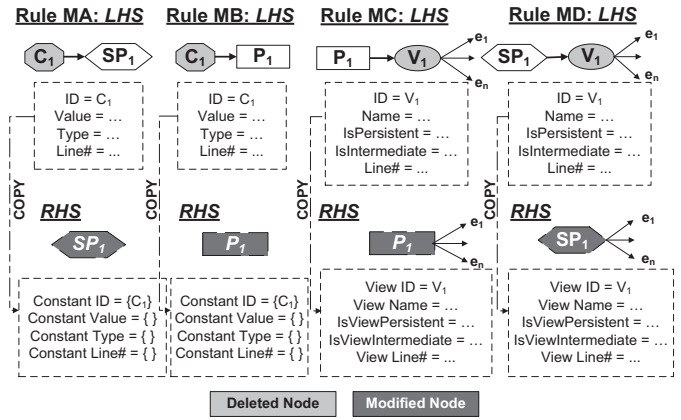 Rule MA: LHS
C1
SP1
ID = C1
Value = …
Type = …
Line# = ...
COPY
RHS
SP1
Constant ID = {C1}
Constant Value = { }
Constant Type = { }
Constant Line# = { }
Rule MB: LHS
C1
P1
ID = C1
Value = …
Type = …
Line# = ...
COPY
RHS
P1
Constant ID = {C1}
Constant Value = { }
Constant Type = { }
Constant Line# = { }
Rule MC: LHS
P1
V1
e1
en
ID = V1
Name = …
IsPersistent = …
IsIntermediate = …
Line# = ...
COPY
RHS
P1
e1
en
View ID = V1
View Name = …
IsViewPersistent = …
IsViewIntermediate = …
View Line# = ...
Rule MD: LHS
SP1
V1
e1
en
ID = V1
Name = …
IsPersistent = …
IsIntermediate = …
Line# = ...
COPY
RHS
SP1
e1
en
View ID = V1
View Name = …
IsViewPersistent = …
IsViewIntermediate = …
View Line# = ...
Deleted Node
Modified Node